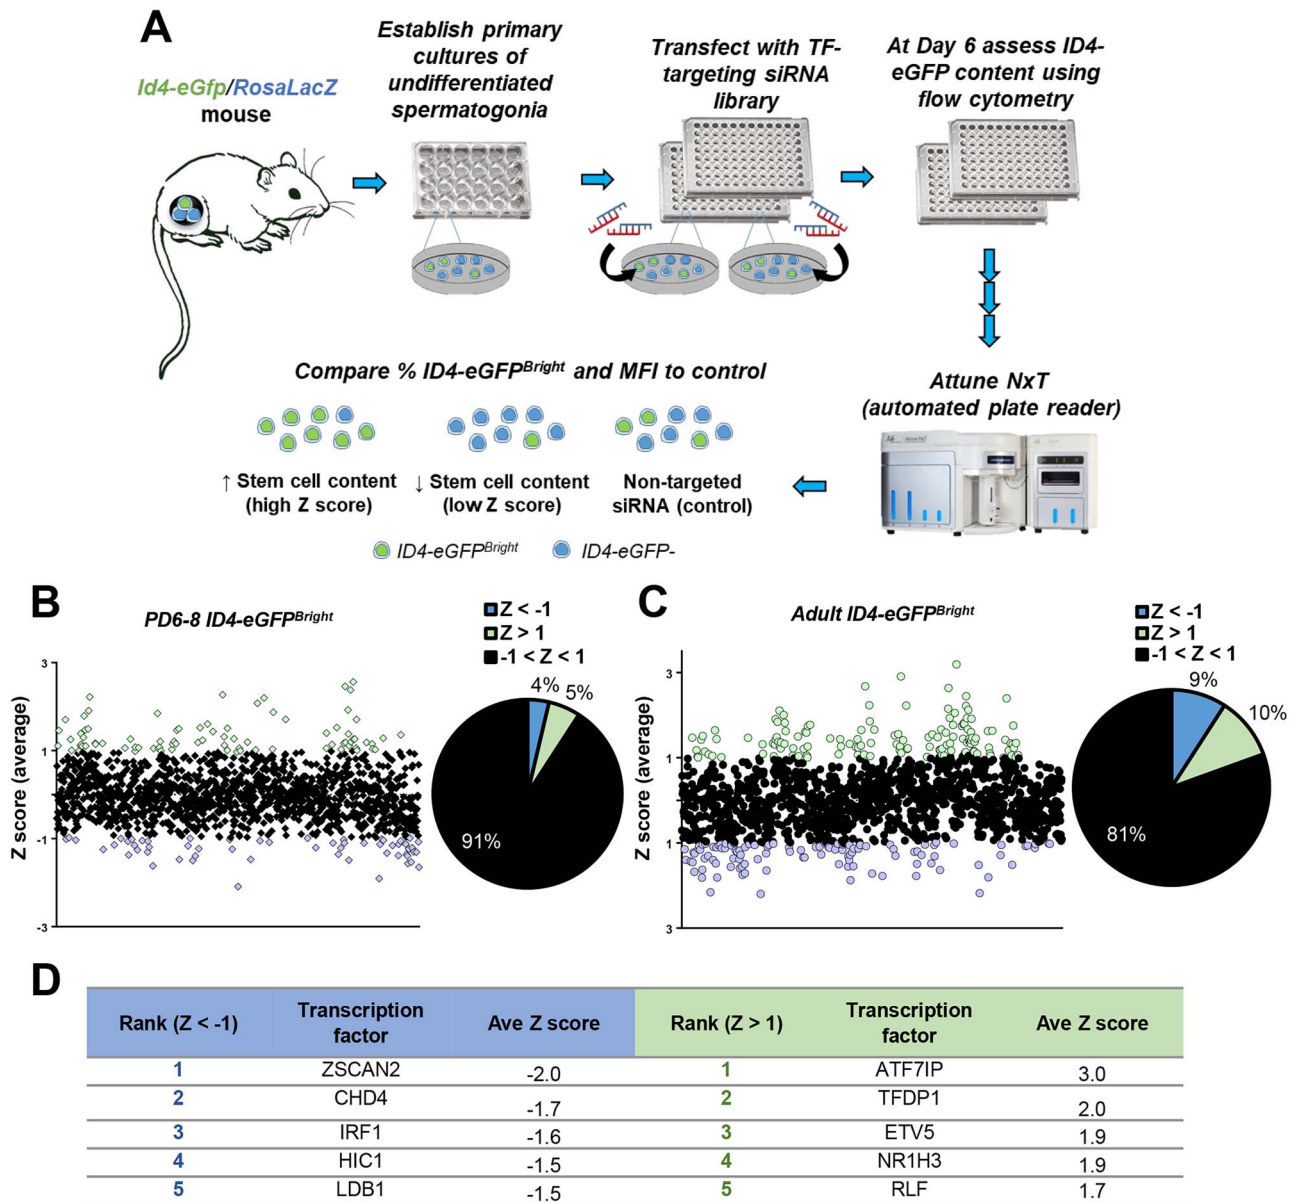 A
Id4-eGfp/RosaLacZ
mouse
Establish primary
cultures of
undifferentiated
spermatogonia
Transfect with TF-
targeting siRNA
library
At Day 6 assess ID4-
eGFP content using
flow cytometry
Attune NxT
(automated plate reader)
Compare % ID4-eGFPBright and MFI to control
↑ Stem cell content
(high Z score)
↓ Stem cell content
(low Z score)
Non-targeted
siRNA (control)
ID4-eGFPBright
ID4-eGFP-
B
PD6-8 ID4-eGFPBright
Z < -1
Z > 1
-1 < Z < 1
Z score (average)
3
1
-1
-3
4%
5%
91%
C
Adult ID4-eGFPBright
Z < -1
Z > 1
-1 < Z < 1
Z score (average)
3
1
1
3
9%
10%
81%
D
Rank (Z < -1) Transcription factor Ave Z score Rank (Z > 1) Transcription factor Ave Z score
1 ZSCAN2 -2.0 1 ATF7IP 3.0
2 CHD4 -1.7 2 TFDP1 2.0
3 IRF1 -1.6 3 ETV5 1.9
4 HIC1 -1.5 4 NR1H3 1.9
5 LDB1 -1.5 5 RLF 1.7